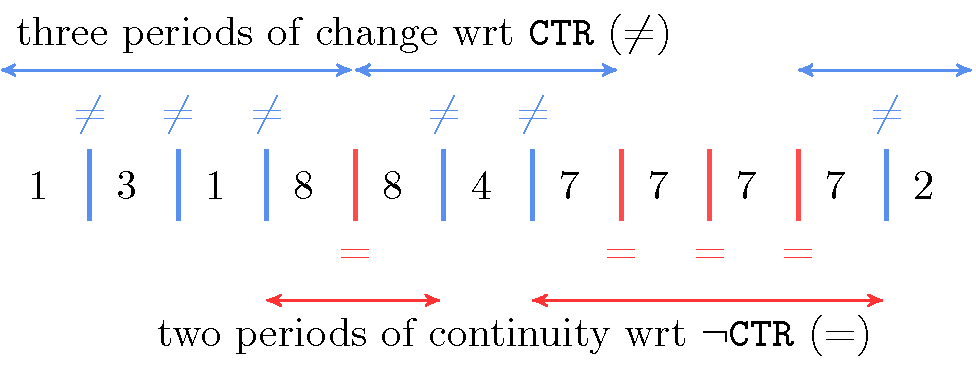 three periods of change wrt CTR (≠)
≠ ≠ ≠ ≠ ≠ ≠
1 3 1 8 8 4 7 7 7 7 2
= = = =
two periods of continuity wrt ¬CTR (=)